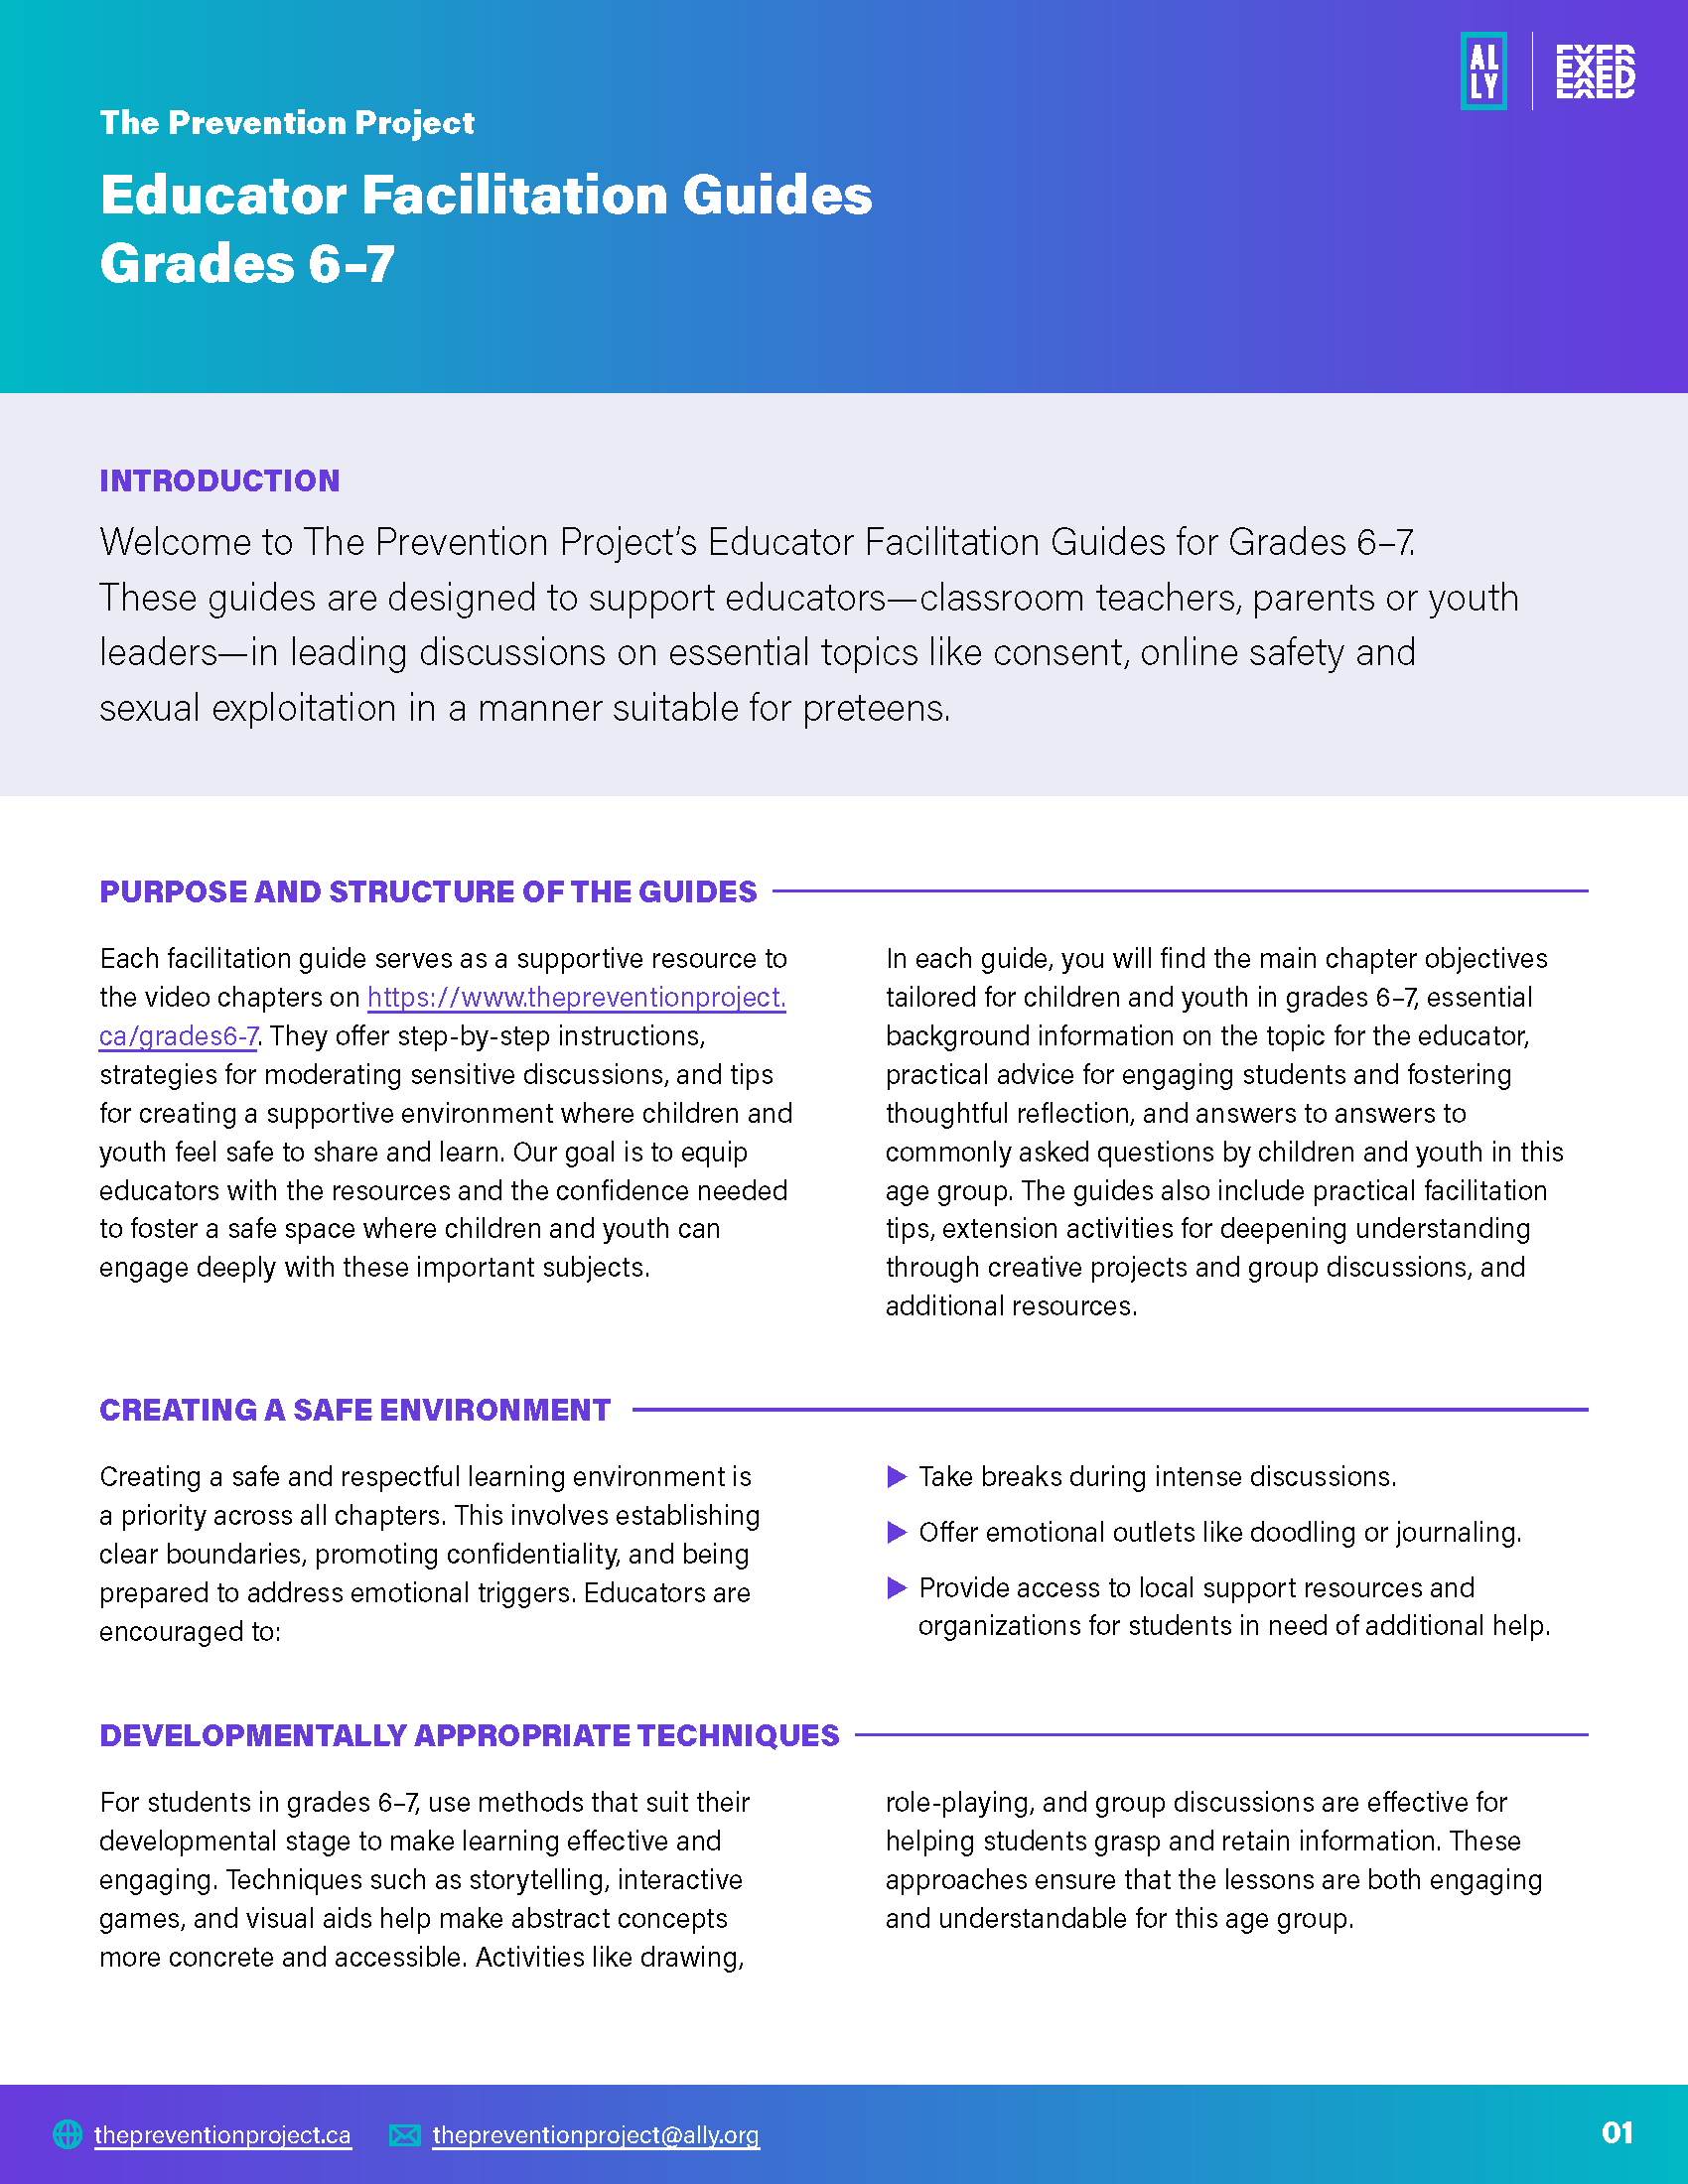 AL
LY
EXED
The Prevention Project
Educator Facilitation Guides
Grades 6–7
INTRODUCTION
Welcome to The Prevention Project’s Educator Facilitation Guides for Grades 6–7.
These guides are designed to support educators—classroom teachers, parents or youth
leaders—in leading discussions on essential topics like consent, online safety and
sexual exploitation in a manner suitable for preteens.
PURPOSE AND STRUCTURE OF THE GUIDES
Each facilitation guide serves as a supportive resource to
the video chapters on https://www.thepreventionproject.
ca/grades6-7. They offer step-by-step instructions,
strategies for moderating sensitive discussions, and tips
for creating a supportive environment where children and
youth feel safe to share and learn. Our goal is to equip
educators with the resources and the confidence needed
to foster a safe space where children and youth can
engage deeply with these important subjects.
In each guide, you will find the main chapter objectives
tailored for children and youth in grades 6–7, essential
background information on the topic for the educator,
practical advice for engaging students and fostering
thoughtful reflection, and answers to answers to
commonly asked questions by children and youth in this
age group. The guides also include practical facilitation
tips, extension activities for deepening understanding
through creative projects and group discussions, and
additional resources.
CREATING A SAFE ENVIRONMENT
Creating a safe and respectful learning environment is
a priority across all chapters. This involves establishing
clear boundaries, promoting confidentiality, and being
prepared to address emotional triggers. Educators are
encouraged to:
▶ Take breaks during intense discussions.
▶ Offer emotional outlets like doodling or journaling.
▶ Provide access to local support resources and
organizations for students in need of additional help.
DEVELOPMENTALLY APPROPRIATE TECHNIQUES
For students in grades 6–7, use methods that suit their
developmental stage to make learning effective and
engaging. Techniques such as storytelling, interactive
games, and visual aids help make abstract concepts
more concrete and accessible. Activities like drawing,
role-playing, and group discussions are effective for
helping students grasp and retain information. These
approaches ensure that the lessons are both engaging
and understandable for this age group.
thepreventionproject.ca
thepreventionproject@ally.org
01